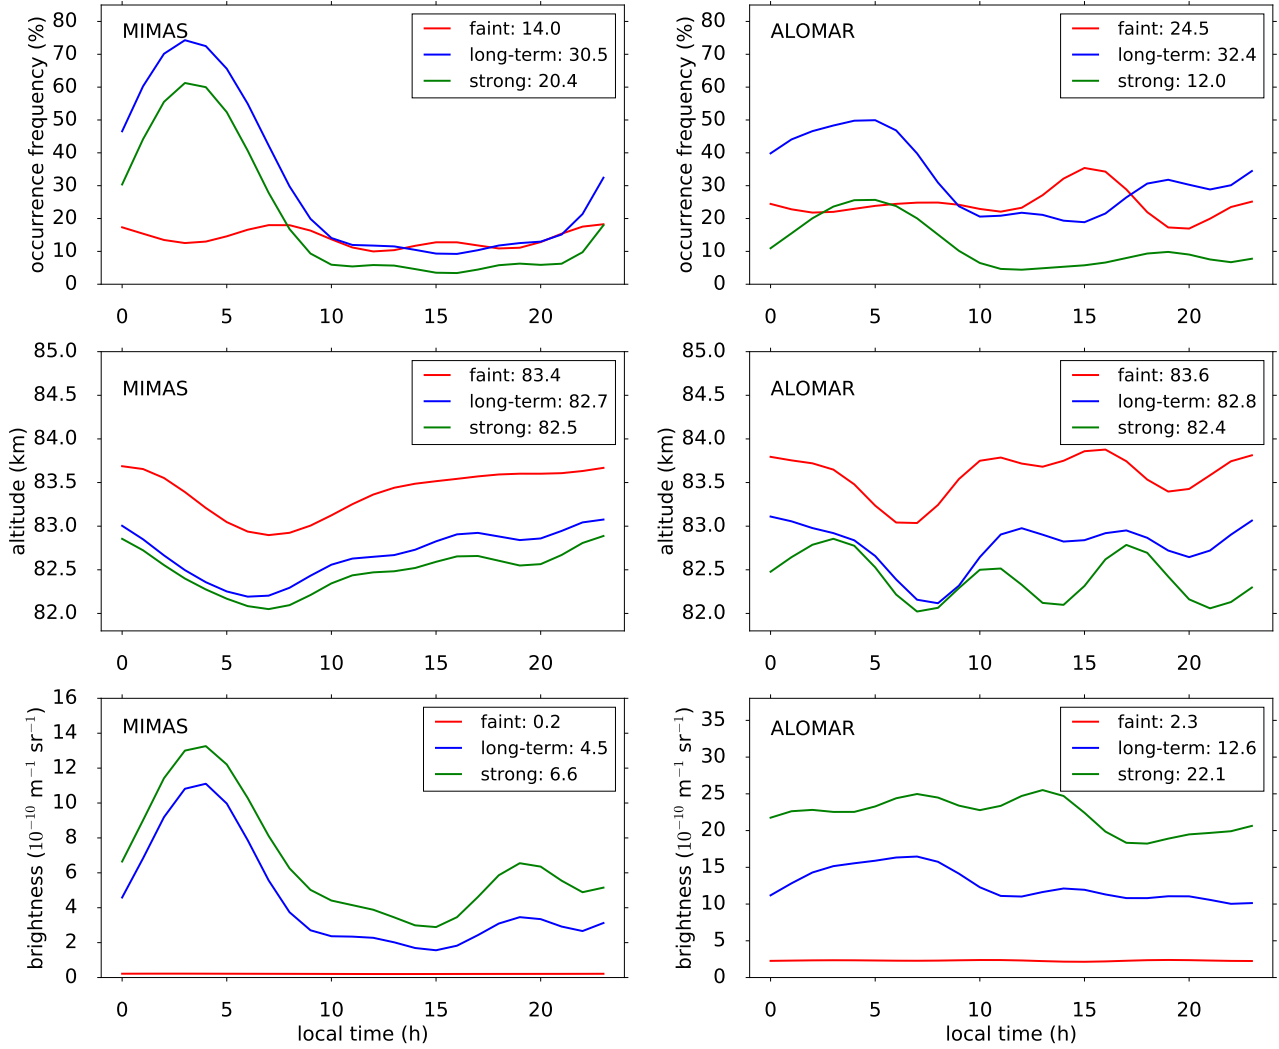 MIMAS
faint: 14.0
long-term: 30.5
strong: 20.4
occurrence frequency (%)
80
70
60
50
40
30
20
10
0
0 5 10 15 20
ALOMAR
faint: 24.5
long-term: 32.4
strong: 12.0
occurrence frequency (%)
80
70
60
50
40
30
20
10
0
0 5 10 15 20
MIMAS
faint: 83.4
long-term: 82.7
strong: 82.5
altitude (km)
85.0
84.5
84.0
83.5
83.0
82.5
82.0
0 5 10 15 20
ALOMAR
faint: 83.6
long-term: 82.8
strong: 82.4
altitude (km)
85.0
84.5
84.0
83.5
83.0
82.5
82.0
0 5 10 15 20
MIMAS
faint: 0.2
long-term: 4.5
strong: 6.6
brightness (10⁻¹⁰ m⁻¹ sr⁻¹)
16
14
12
10
8
6
4
2
0
0 5 10 15 20
local time (h)
ALOMAR
faint: 2.3
long-term: 12.6
strong: 22.1
brightness (10⁻¹⁰ m⁻¹ sr⁻¹)
35
30
25
20
15
10
5
0
0 5 10 15 20
local time (h)